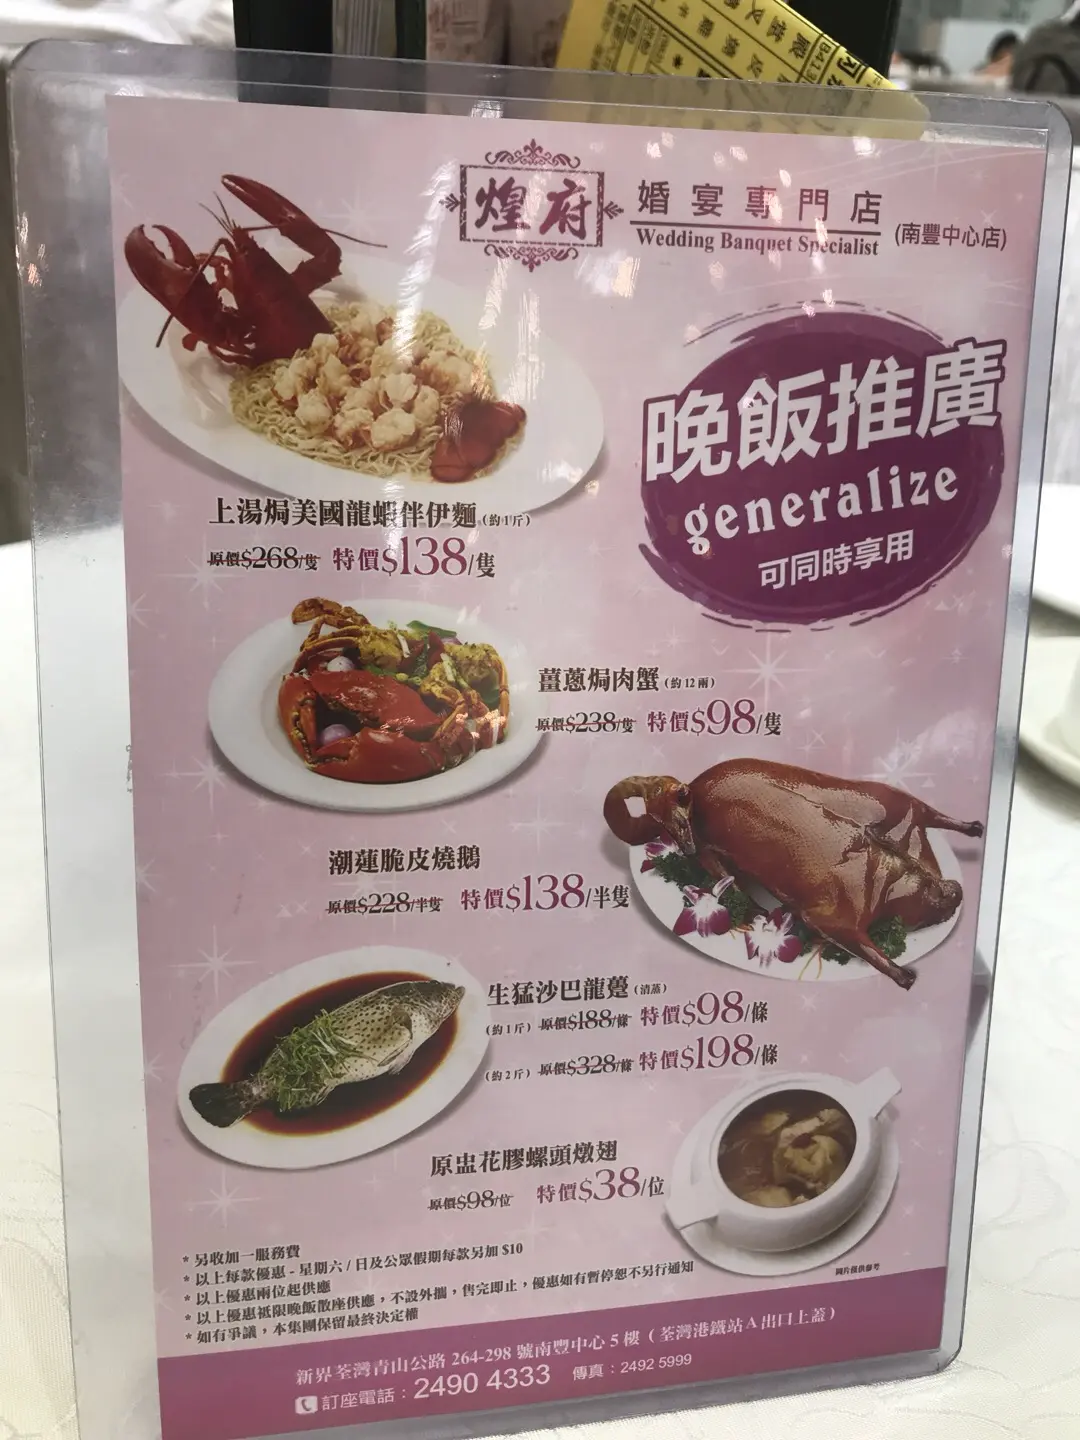 煌府
婚宴專門店
Wedding Banquet Specialist
(南豐中心店)
晚飯推廣
generalize
可同時享用
上湯焗美國龍蝦伴伊麵(約1斤)
原價$268/隻 特價$138/隻
薑蔥焗肉蟹(約12兩)
原價$238/隻 特價$98/隻
潮蓮脆皮燒鵝
原價$228/半隻 特價$138/半隻
生猛沙巴龍躉(清蒸)
(約1斤) 原價$188/條 特價$98/條
(約2斤) 原價$328/條 特價$198/條
原盅花膠螺頭燉翅
原價$98/位 特價$38/位
圖片僅供參考
* 另收加一服務費
* 以上每款優惠 - 星期六 / 日及公眾假期每款另加 $10
* 以上優惠兩位起供應
* 以上優惠祗限晚飯散座供應，不設外攜，售完即止，優惠如有暫停恕不另行通知
* 如有爭議，本集團保留最終決定權
新界荃灣青山公路 264-298 號南豐中心 5 樓 ( 荃灣港鐵站 A 出口上蓋 )
訂座電話 : 2490 4333 傳真 : 2492 5999